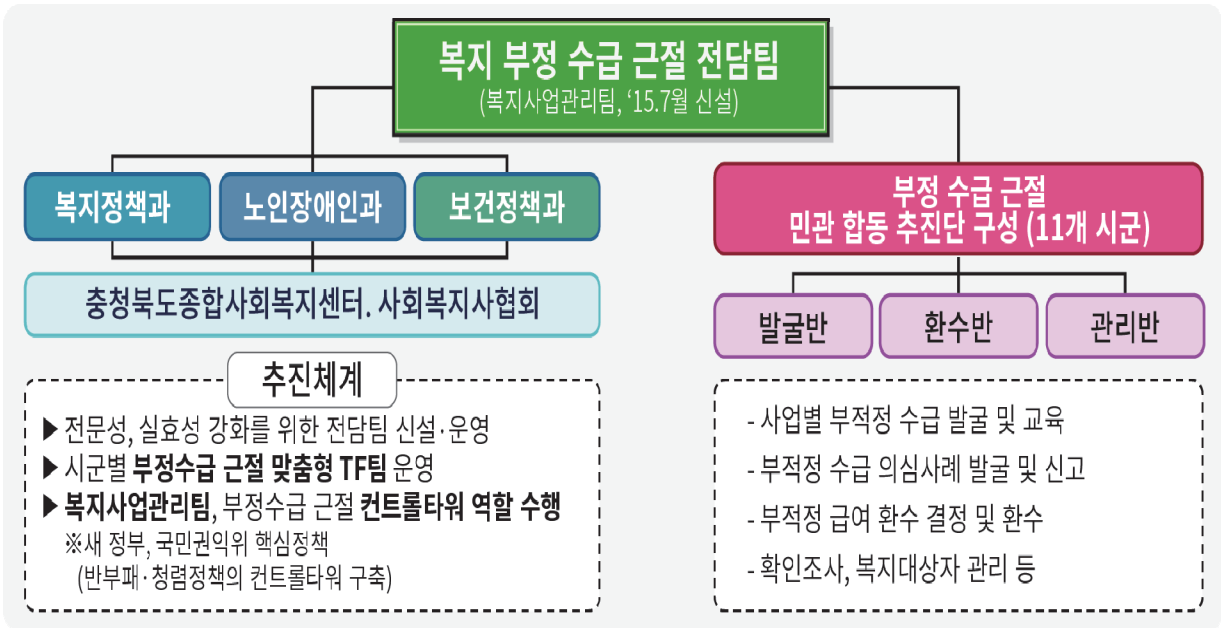 복지 부정 수급 근절 전담팀
(복지사업관리팀, ‘15.7월 신설)
복지정책과
노인장애인과
보건정책과
충청북도종합사회복지센터. 사회복지사협회
추진체계
▶ 전문성, 실효성 강화를 위한 전담팀 신설·운영
▶ 시군별 부정수급 근절 맞춤형 TF팀 운영
▶ 복지사업관리팀, 부정수급 근절 컨트롤타워 역할 수행
※새 정부, 국민권익위 핵심정책
(반부패·청렴정책의 컨트롤타워 구축)
부정 수급 근절
민관 합동 추진단 구성 (11개 시군)
발굴반
환수반
관리반
- 사업별 부적정 수급 발굴 및 교육
- 부적정 수급 의심사례 발굴 및 신고
- 부적정 급여 환수 결정 및 환수
- 확인조사, 복지대상자 관리 등